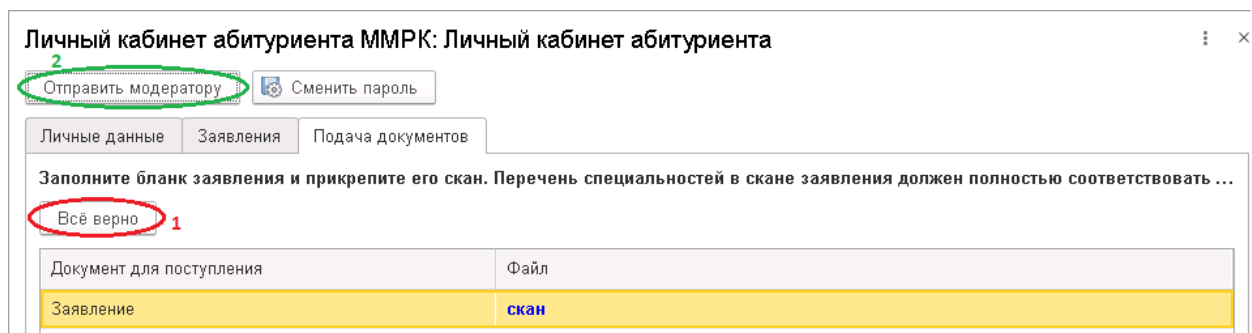 Личный кабинет абитуриента ММРК: Личный кабинет абитуриента
2
Отправить модератору Сменить пароль
Личные данные Заявления Подача документов
Заполните бланк заявления и прикрепите его скан. Перечень специальностей в скане заявления должен полностью соответствовать ...
Всё верно 1
Документ для поступления Файл
Заявление скан